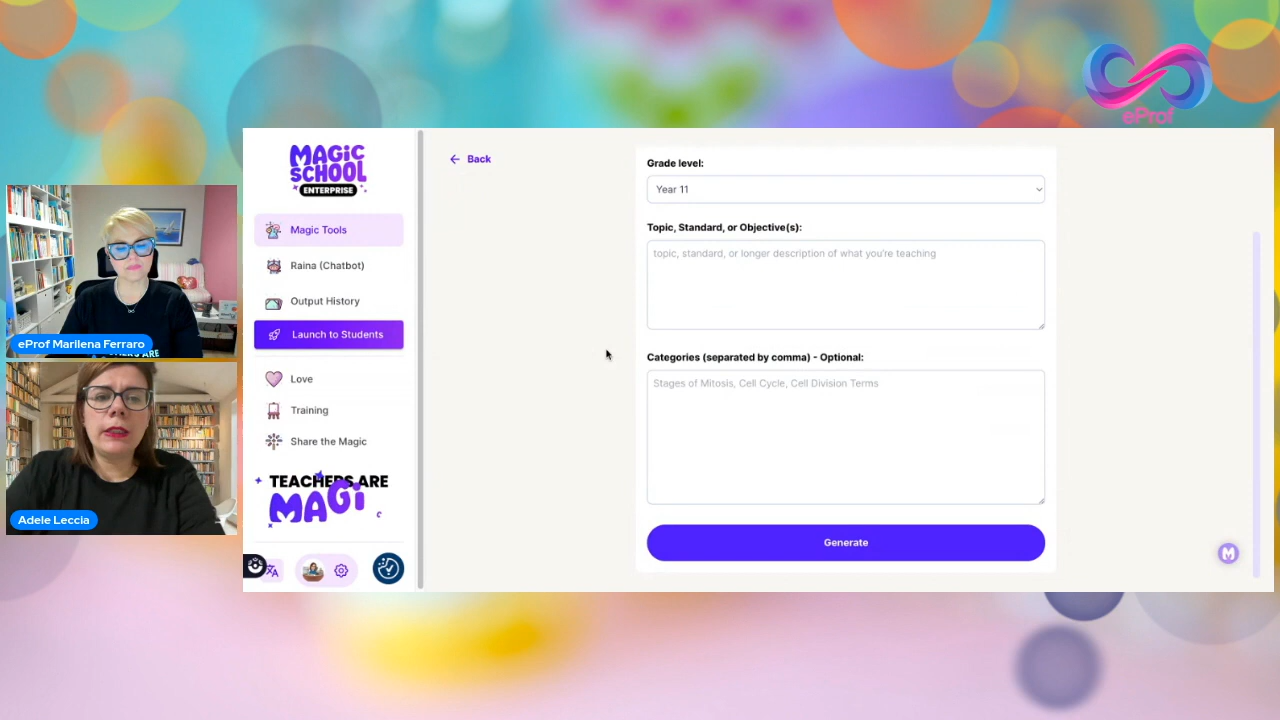 eProf
MAGIC
SCHOOL
ENTERPRISE
Magic Tools
Raina (Chatbot)
Output History
Launch to Students
Love
Training
Share the Magic
TEACHERS ARE
MAGi
Back
Grade level:
Year 11
Topic, Standard, or Objective(s):
topic, standard, or longer description of what you're teaching
Categories (separated by comma) - Optional:
Stages of Mitosis, Cell Cycle, Cell Division Terms
Generate
eProf Marilena Ferraro
Adele Leccia